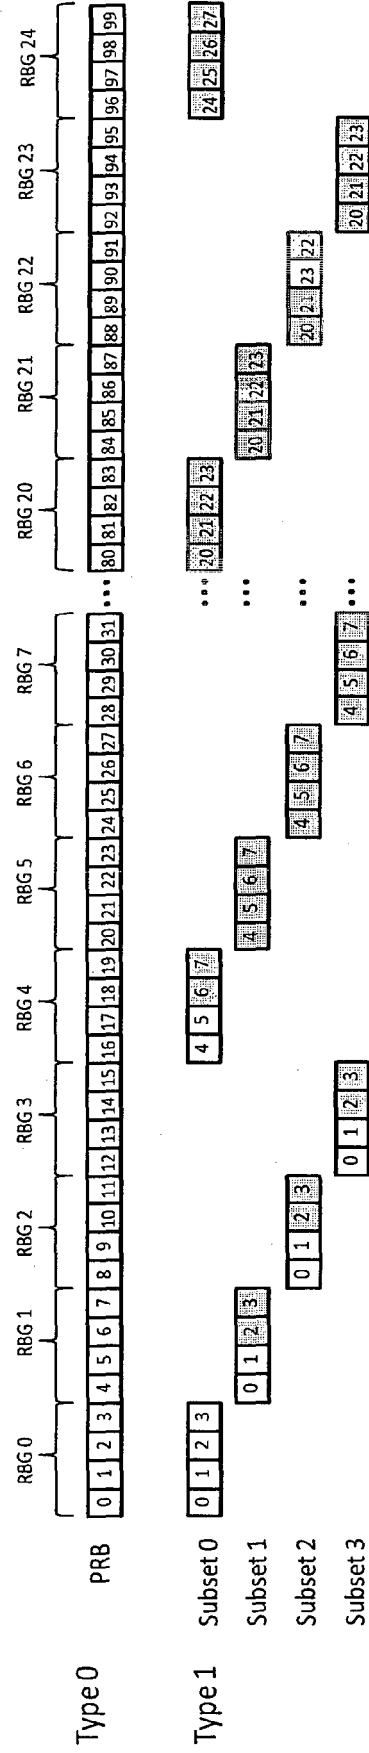 RBG 0 RBG 1 RBG 2 RBG 3 RBG 4 RBG 5 RBG 6 RBG 7 RBG 20 RBG 21 RBG 22 RBG 23 RBG 24
Type 0 PRB 0 1 2 3 4 5 6 7 8 9 10 11 12 13 14 15 16 17 18 19 20 21 22 23 24 25 26 27 28 29 30 31 ••• 80 81 82 83 84 85 86 87 88 89 90 91 92 93 94 95 96 97 98 99
Type 1 Subset 0 0 1 2 3 4 5 6 7 ••• 20 21 22 23 24 25 26 27
Subset 1 0 1 2 3 4 5 6 7 ••• 20 21 22 23
Subset 2 0 1 2 3 4 5 6 7 ••• 20 21 23 22
Subset 3 0 1 2 3 4 5 6 7 ••• 20 21 22 23